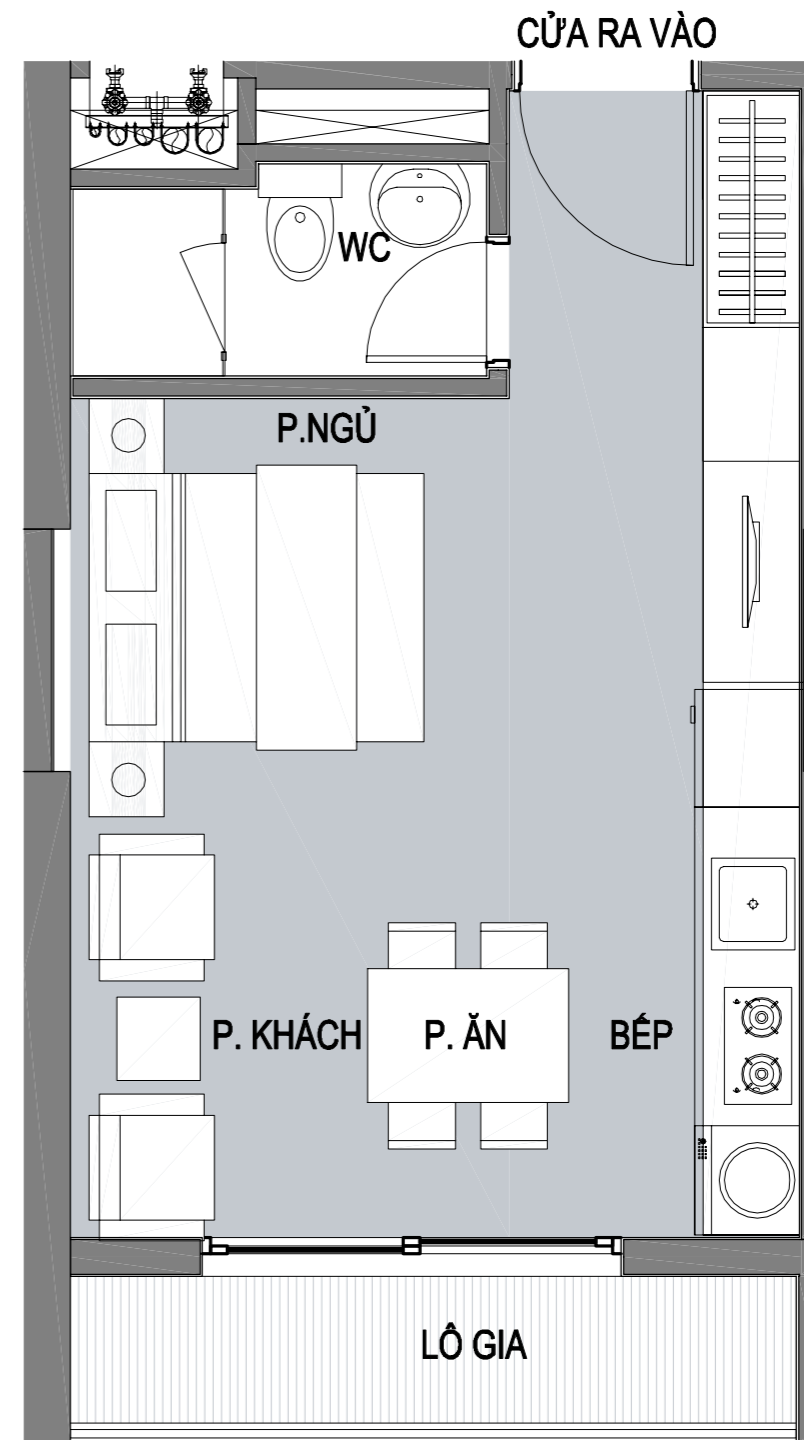 CỬA RA VÀO
WC
P.NGỦ
P. KHÁCH
P. ĂN
BẾP
LÔ GIA